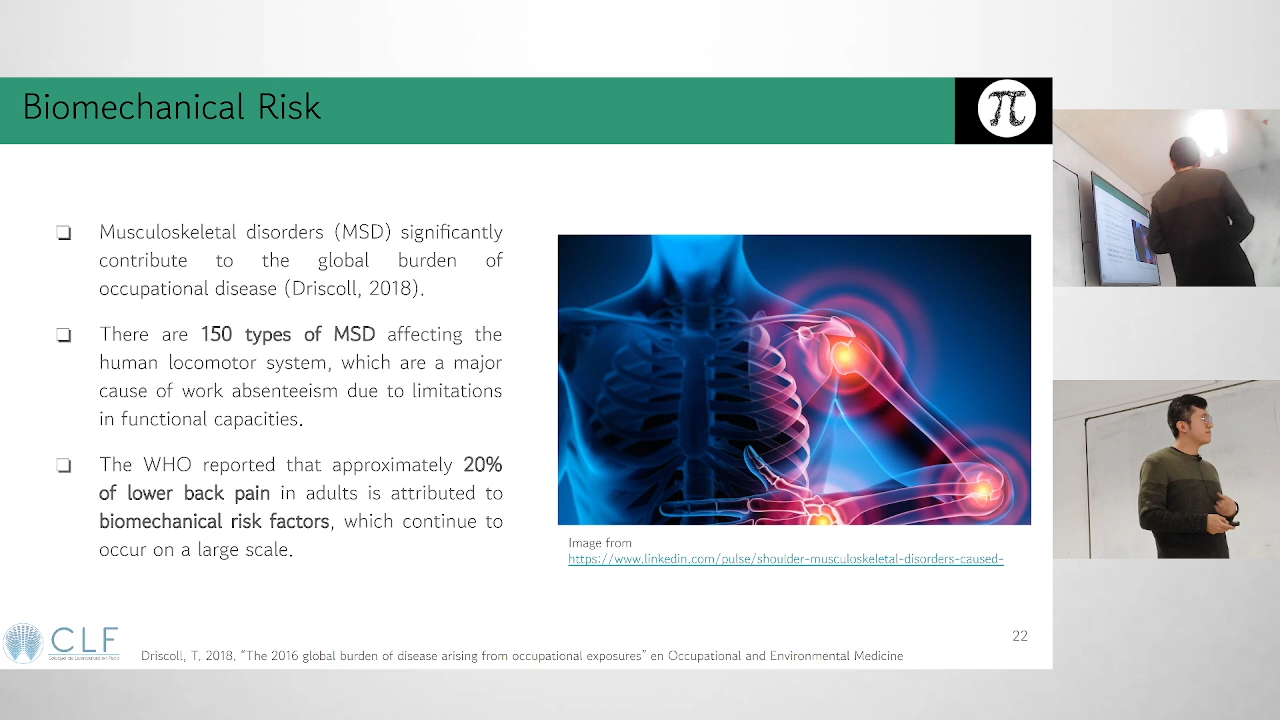 Biomechanical Risk
π
❏ Musculoskeletal disorders (MSD) significantly
contribute to the global burden of
occupational disease (Driscoll, 2018).
❏ There are 150 types of MSD affecting the
human locomotor system, which are a major
cause of work absenteeism due to limitations
in functional capacities.
❏ The WHO reported that approximately 20%
of lower back pain in adults is attributed to
biomechanical risk factors, which continue to
occur on a large scale.
Image from
https://www.linkedin.com/pulse/shoulder-musculoskeletal-disorders-caused-
22
CLF
Driscoll, T, 2018. “The 2016 global burden of disease arising from occupational exposures” en Occupational and Environmental Medicine